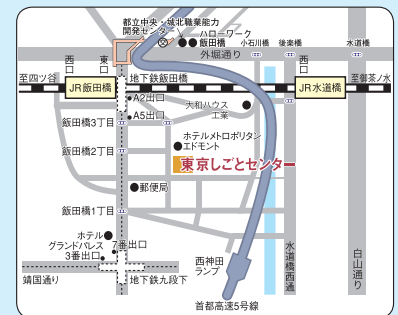 都立中央・城北職業能力
開発センター
ハローワーク
飯田橋
小石川橋
後楽橋
水道橋
外堀通り
西口
東口
西口
至四ツ谷
地下鉄飯田橋
至御茶ノ水
JR飯田橋
JR水道橋
A2出口
大和ハウス
工業
A5出口
飯田橋3丁目
ホテルメトロポリタン
エドモント
飯田橋2丁目
東京しごとセンター
郵便局
飯田橋1丁目
ホテル
グランドパレス
7番出口
3番出口
西神田
ランプ
水道橋西通
白山通り
靖国通り
地下鉄九段下
首都高速5号線